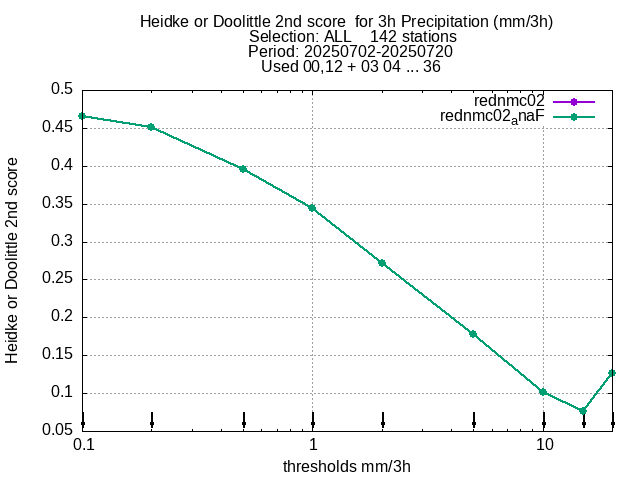 Heidke or Doolittle 2nd score  for 3h Precipitation (mm/3h)
Selection: ALL    142 stations
Period: 20250702-20250720
Used 00,12 + 03 04 ... 36
rednmc02
rednmc02ₐnaF
Heidke or Doolittle 2nd score
0.5
0.45
0.4
0.35
0.3
0.25
0.2
0.15
0.1
0.05
0.1 1 10
thresholds mm/3h